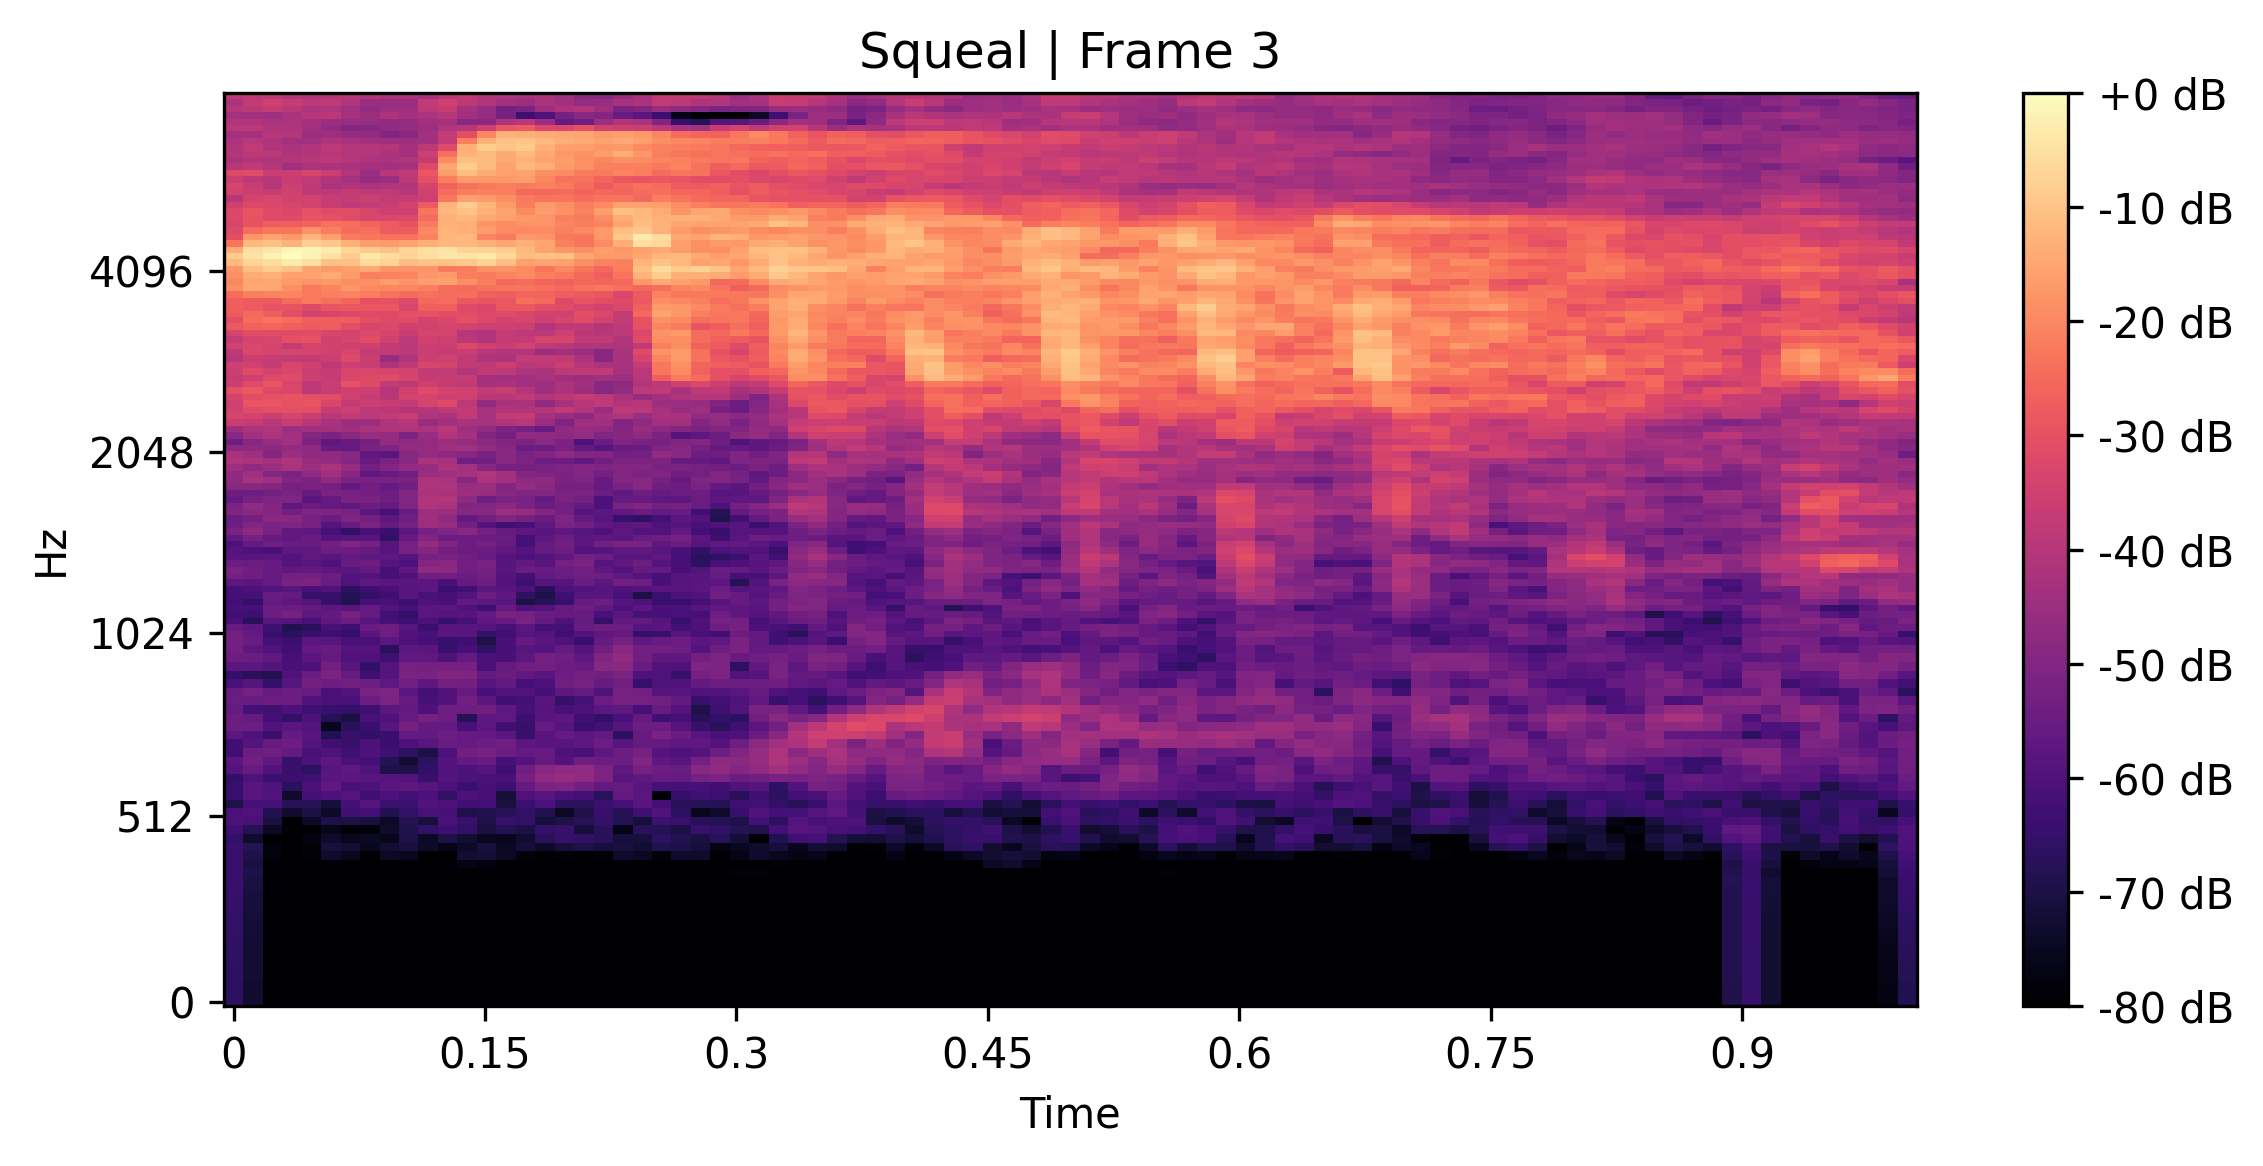 Squeal | Frame 3
Hz
4096
2048
1024
512
0
0 0.15 0.3 0.45 0.6 0.75 0.9
Time
+0 dB
-10 dB
-20 dB
-30 dB
-40 dB
-50 dB
-60 dB
-70 dB
-80 dB